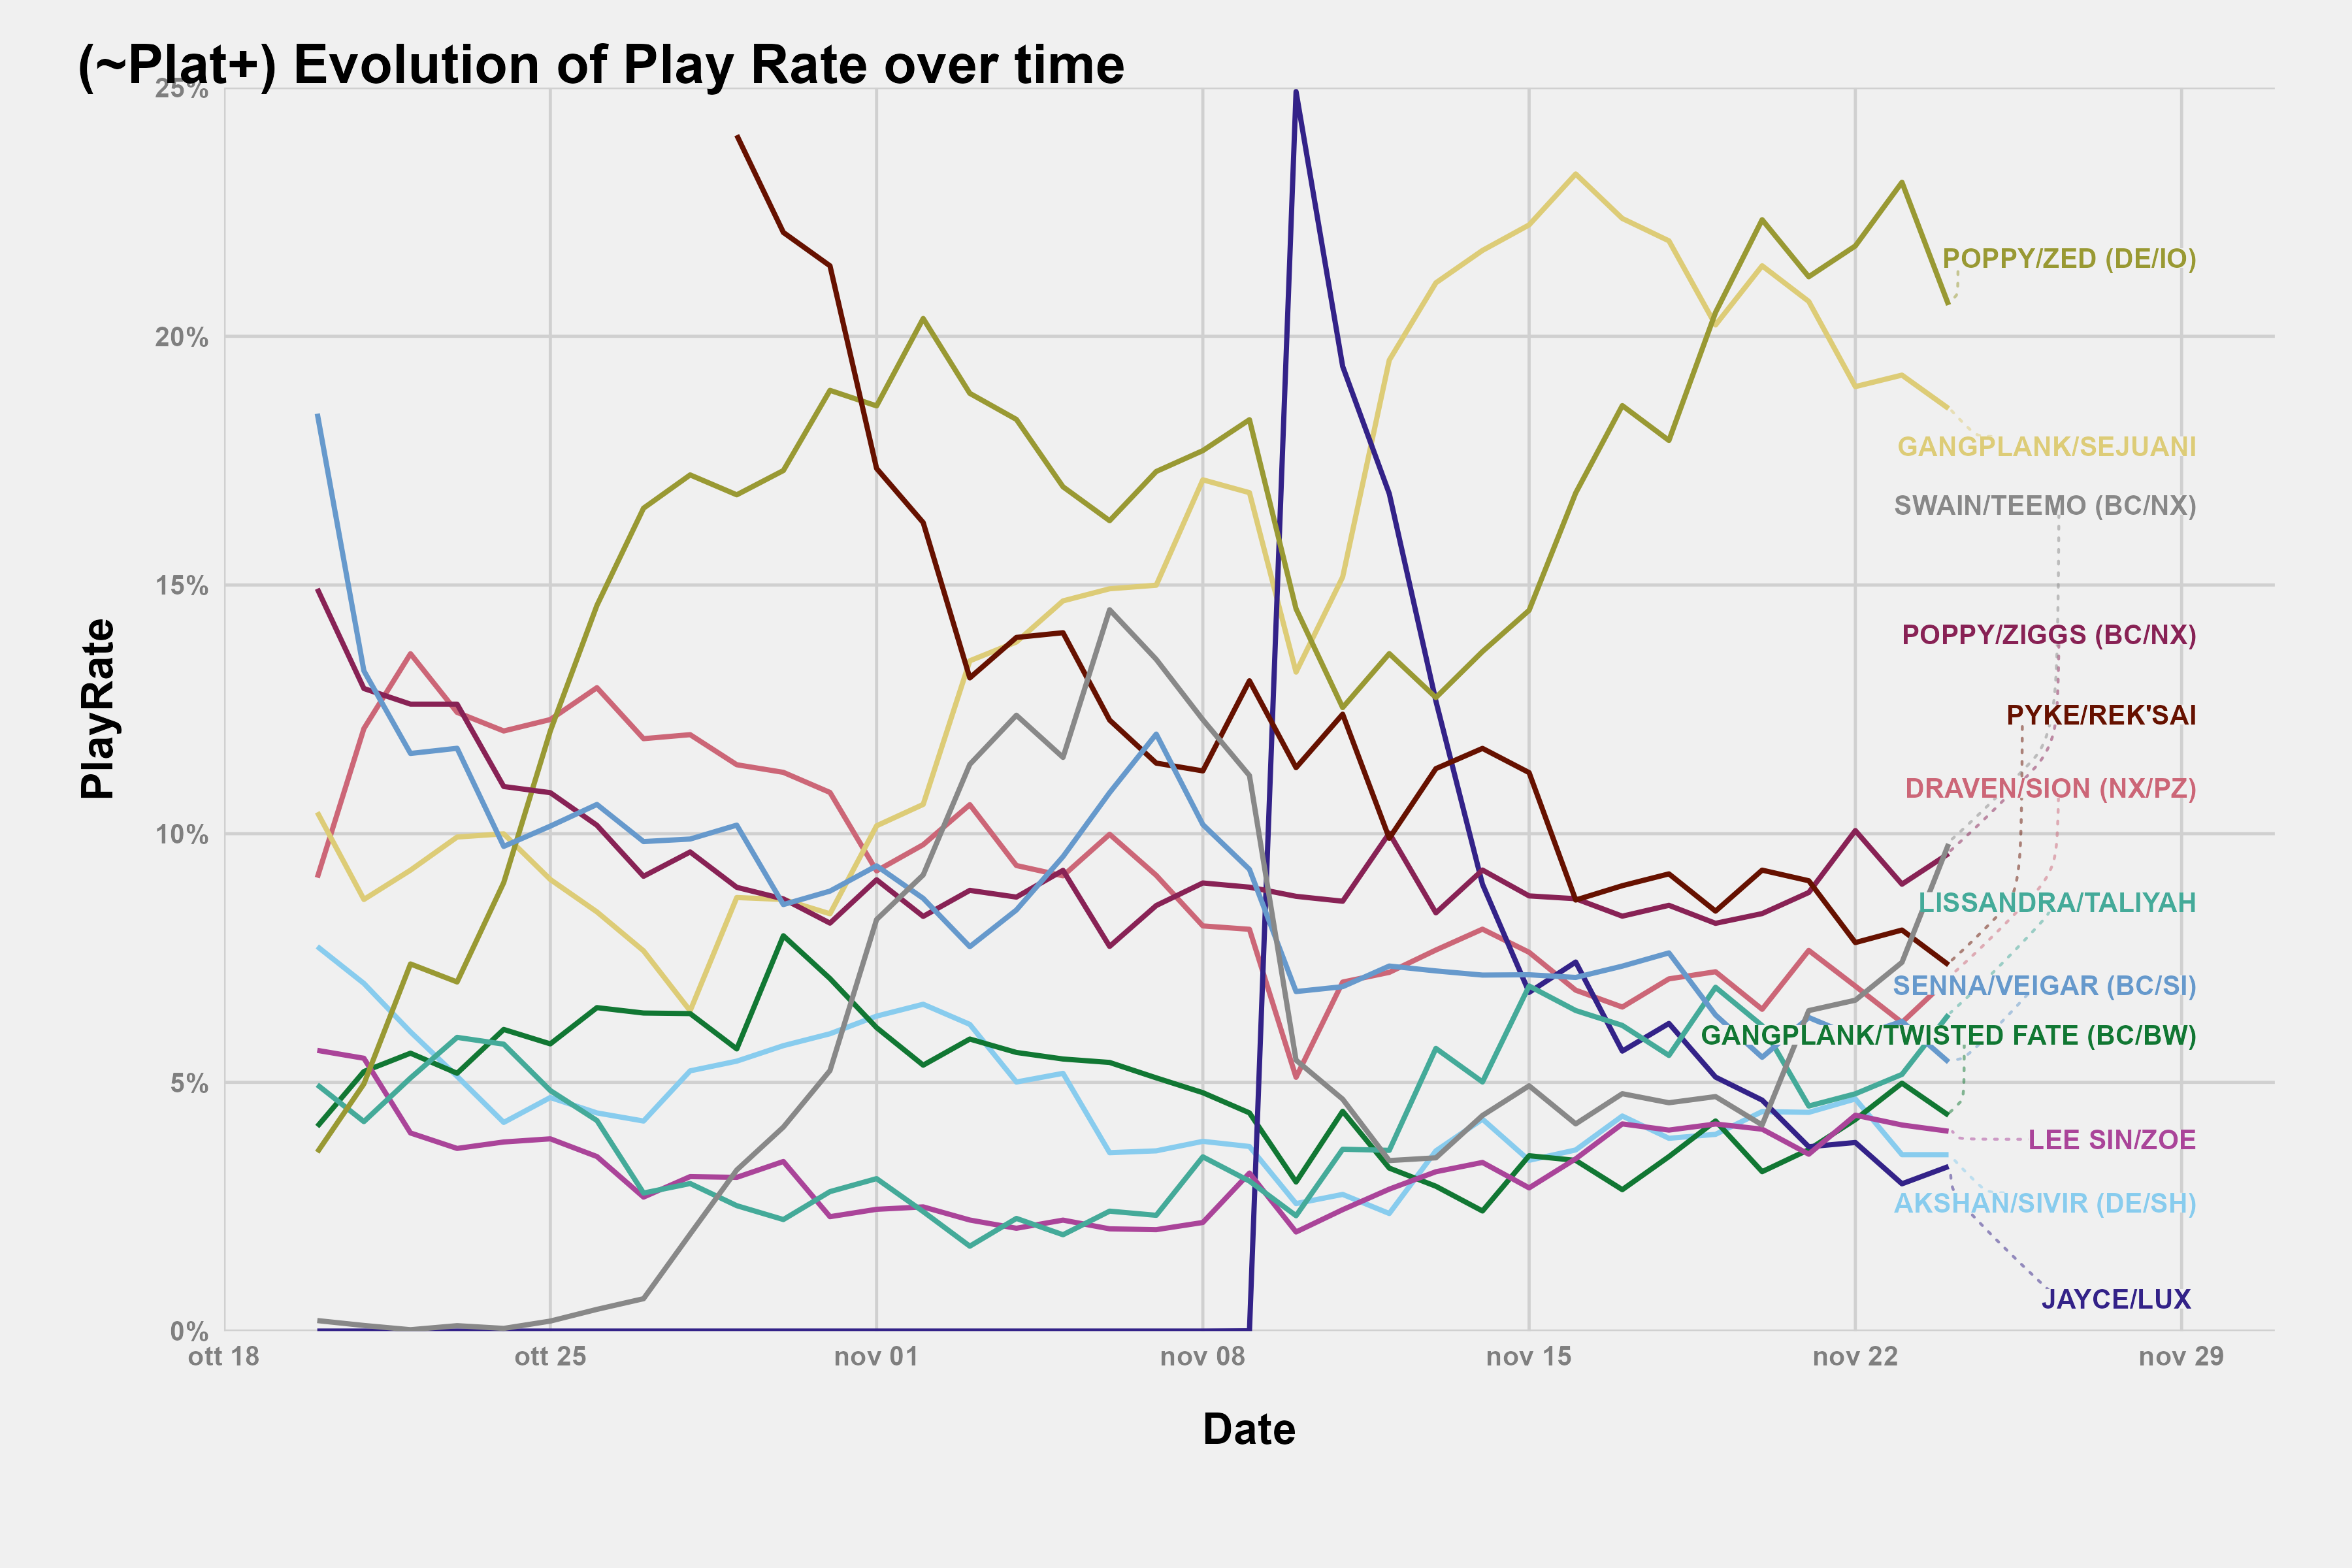 (~Plat+) Evolution of Play Rate over time
25%
20%
15%
10%
5%
0%
PlayRate
POPPY/ZED (DE/IO)
GANGPLANK/SEJUANI
SWAIN/TEEMO (BC/NX)
POPPY/ZIGGS (BC/NX)
PYKE/REK'SAI
DRAVEN/SION (NX/PZ)
LISSANDRA/TALIYAH
SENNA/VEIGAR (BC/SI)
GANGPLANK/TWISTED FATE (BC/BW)
LEE SIN/ZOE
AKSHAN/SIVIR (DE/SH)
JAYCE/LUX
ott 18
ott 25
nov 01
nov 08
nov 15
nov 22
nov 29
Date